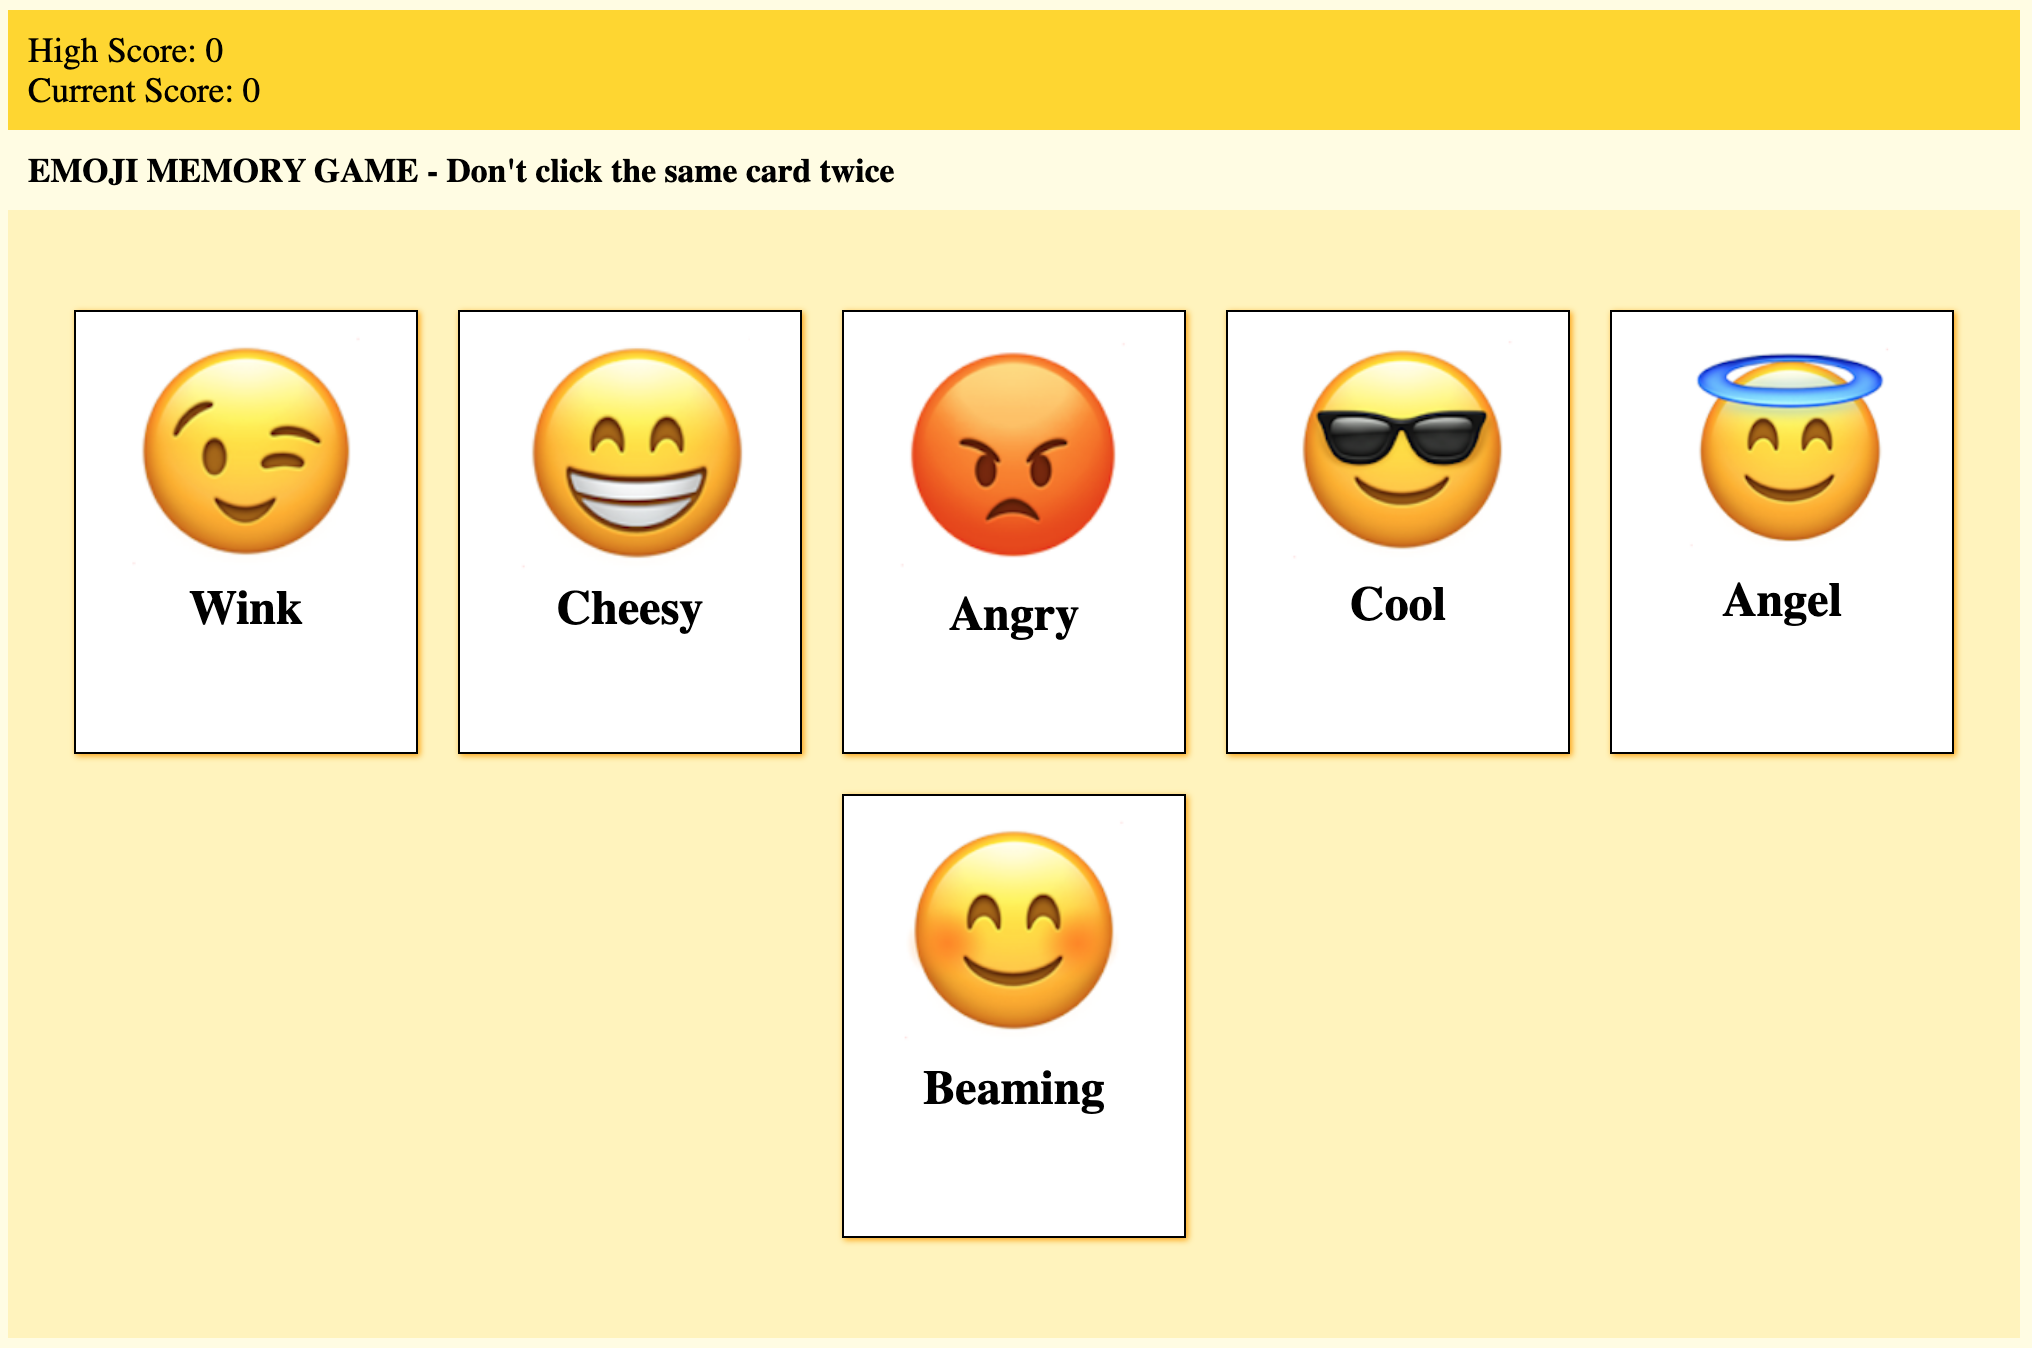 High Score: 0
Current Score: 0
EMOJI MEMORY GAME - Don't click the same card twice
Wink
Cheesy
Angry
Cool
Angel
Beaming